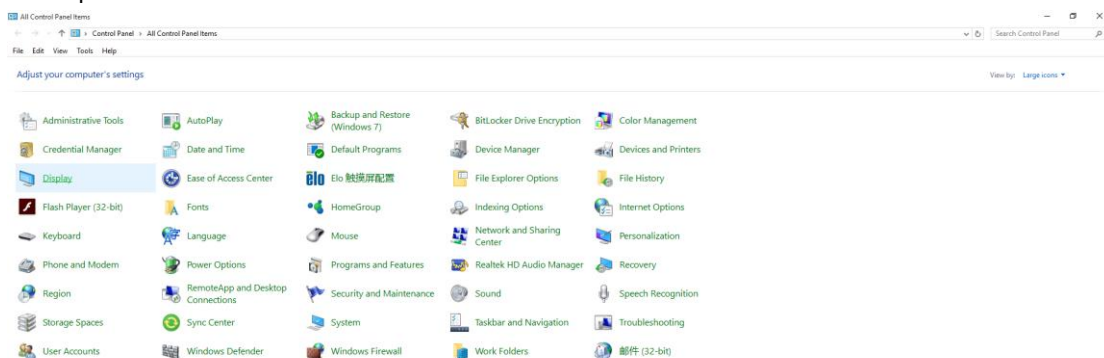 All Control Panel Items
Control Panel > All Control Panel Items
Search Control Panel
File Edit View Tools Help
Adjust your computer's settings
View by: Large icons
Administrative Tools
AutoPlay
Backup and Restore
(Windows 7)
BitLocker Drive Encryption
Color Management
Credential Manager
Date and Time
Default Programs
Device Manager
Devices and Printers
Display
Ease of Access Center
elo Elo 触摸屏配置
File Explorer Options
File History
Flash Player (32-bit)
Fonts
HomeGroup
Indexing Options
Internet Options
Keyboard
Language
Mouse
Network and Sharing
Center
Personalization
Phone and Modem
Power Options
Programs and Features
Realtek HD Audio Manager
Recovery
Region
RemoteApp and Desktop
Connections
Security and Maintenance
Sound
Speech Recognition
Storage Spaces
Sync Center
System
Taskbar and Navigation
Troubleshooting
User Accounts
Windows Defender
Windows Firewall
Work Folders
邮件 (32-bit)